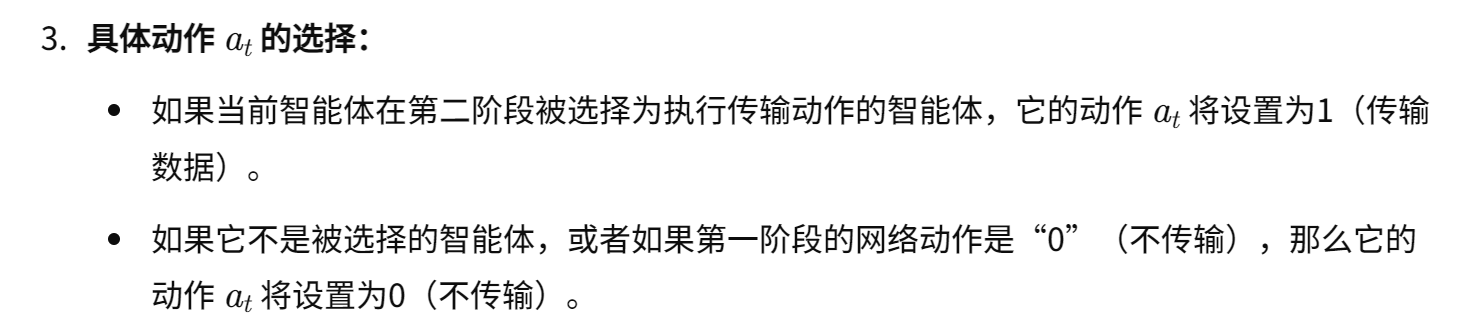 3. 具体动作 a_t 的选择：
• 如果当前智能体在第二阶段被选择为执行传输动作的智能体，它的动作 a_t 将设置为1（传输
数据）。
• 如果它不是被选择的智能体，或者如果第一阶段的网络动作是“0”（不传输），那么它的
动作 a_t 将设置为0（不传输）。